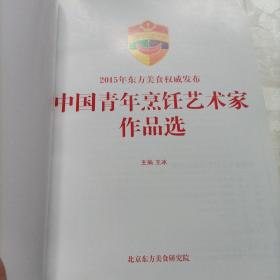 2015年东方美食权威发布
中国青年烹饪艺术家
作品选
主编 王冰
北京东方美食研究院